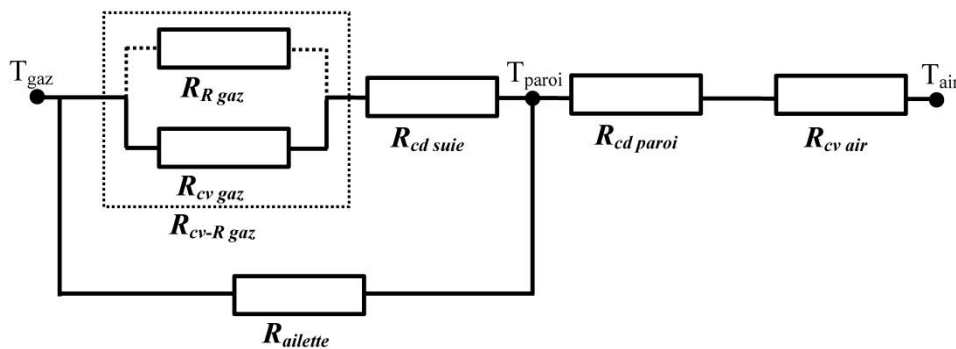 T_gaz
R_R gaz
R_cv gaz
R_cv-R gaz
R_cd suie
T_paroi
R_cd paroi
R_cv air
T_air
R_ailette